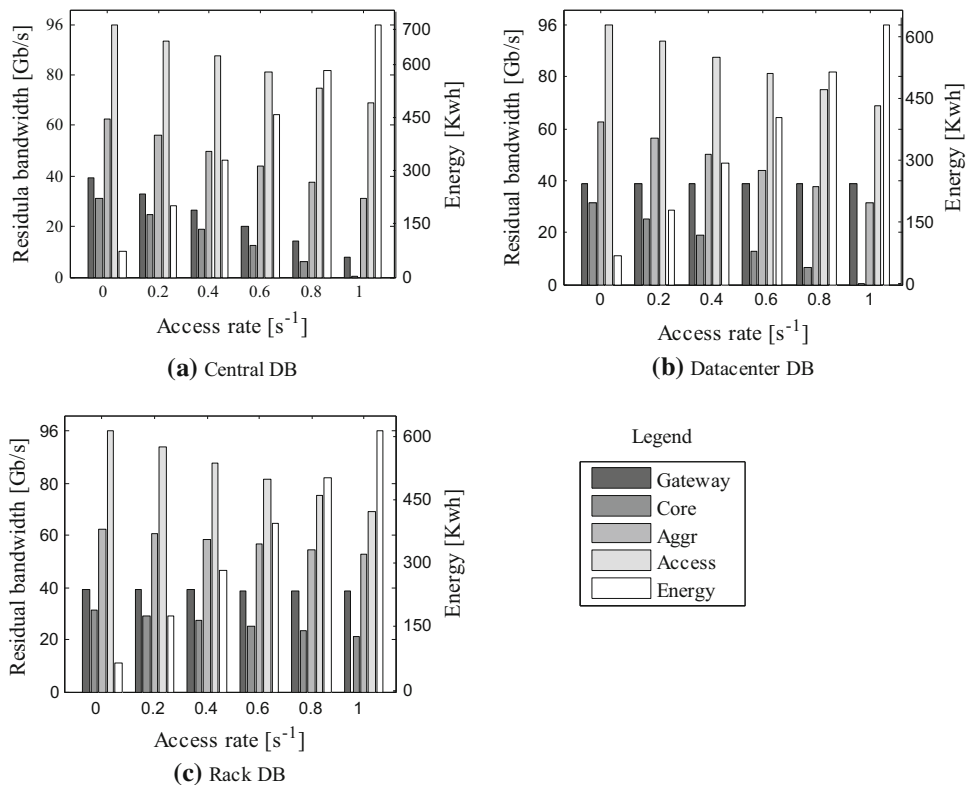 Residula bandwidth [Gb/s]
96
80
60
40
20
0
700
600
450
300
150
0
Energy [Kwh]
0 0.2 0.4 0.6 0.8 1
Access rate [s-1]
(a) Central DB
Residual bandwidth [Gb/s]
96
80
60
40
20
0
600
450
300
150
0
Energy [Kwh]
0 0.2 0.4 0.6 0.8 1
Access rate [s-1]
(b) Datacenter DB
Residual bandwidth [Gb/s]
96
80
60
40
20
0
600
450
300
150
0
Energy [Kwh]
0 0.2 0.4 0.6 0.8 1
Access rate [s-1]
(c) Rack DB
Legend
Gateway
Core
Aggr
Access
Energy